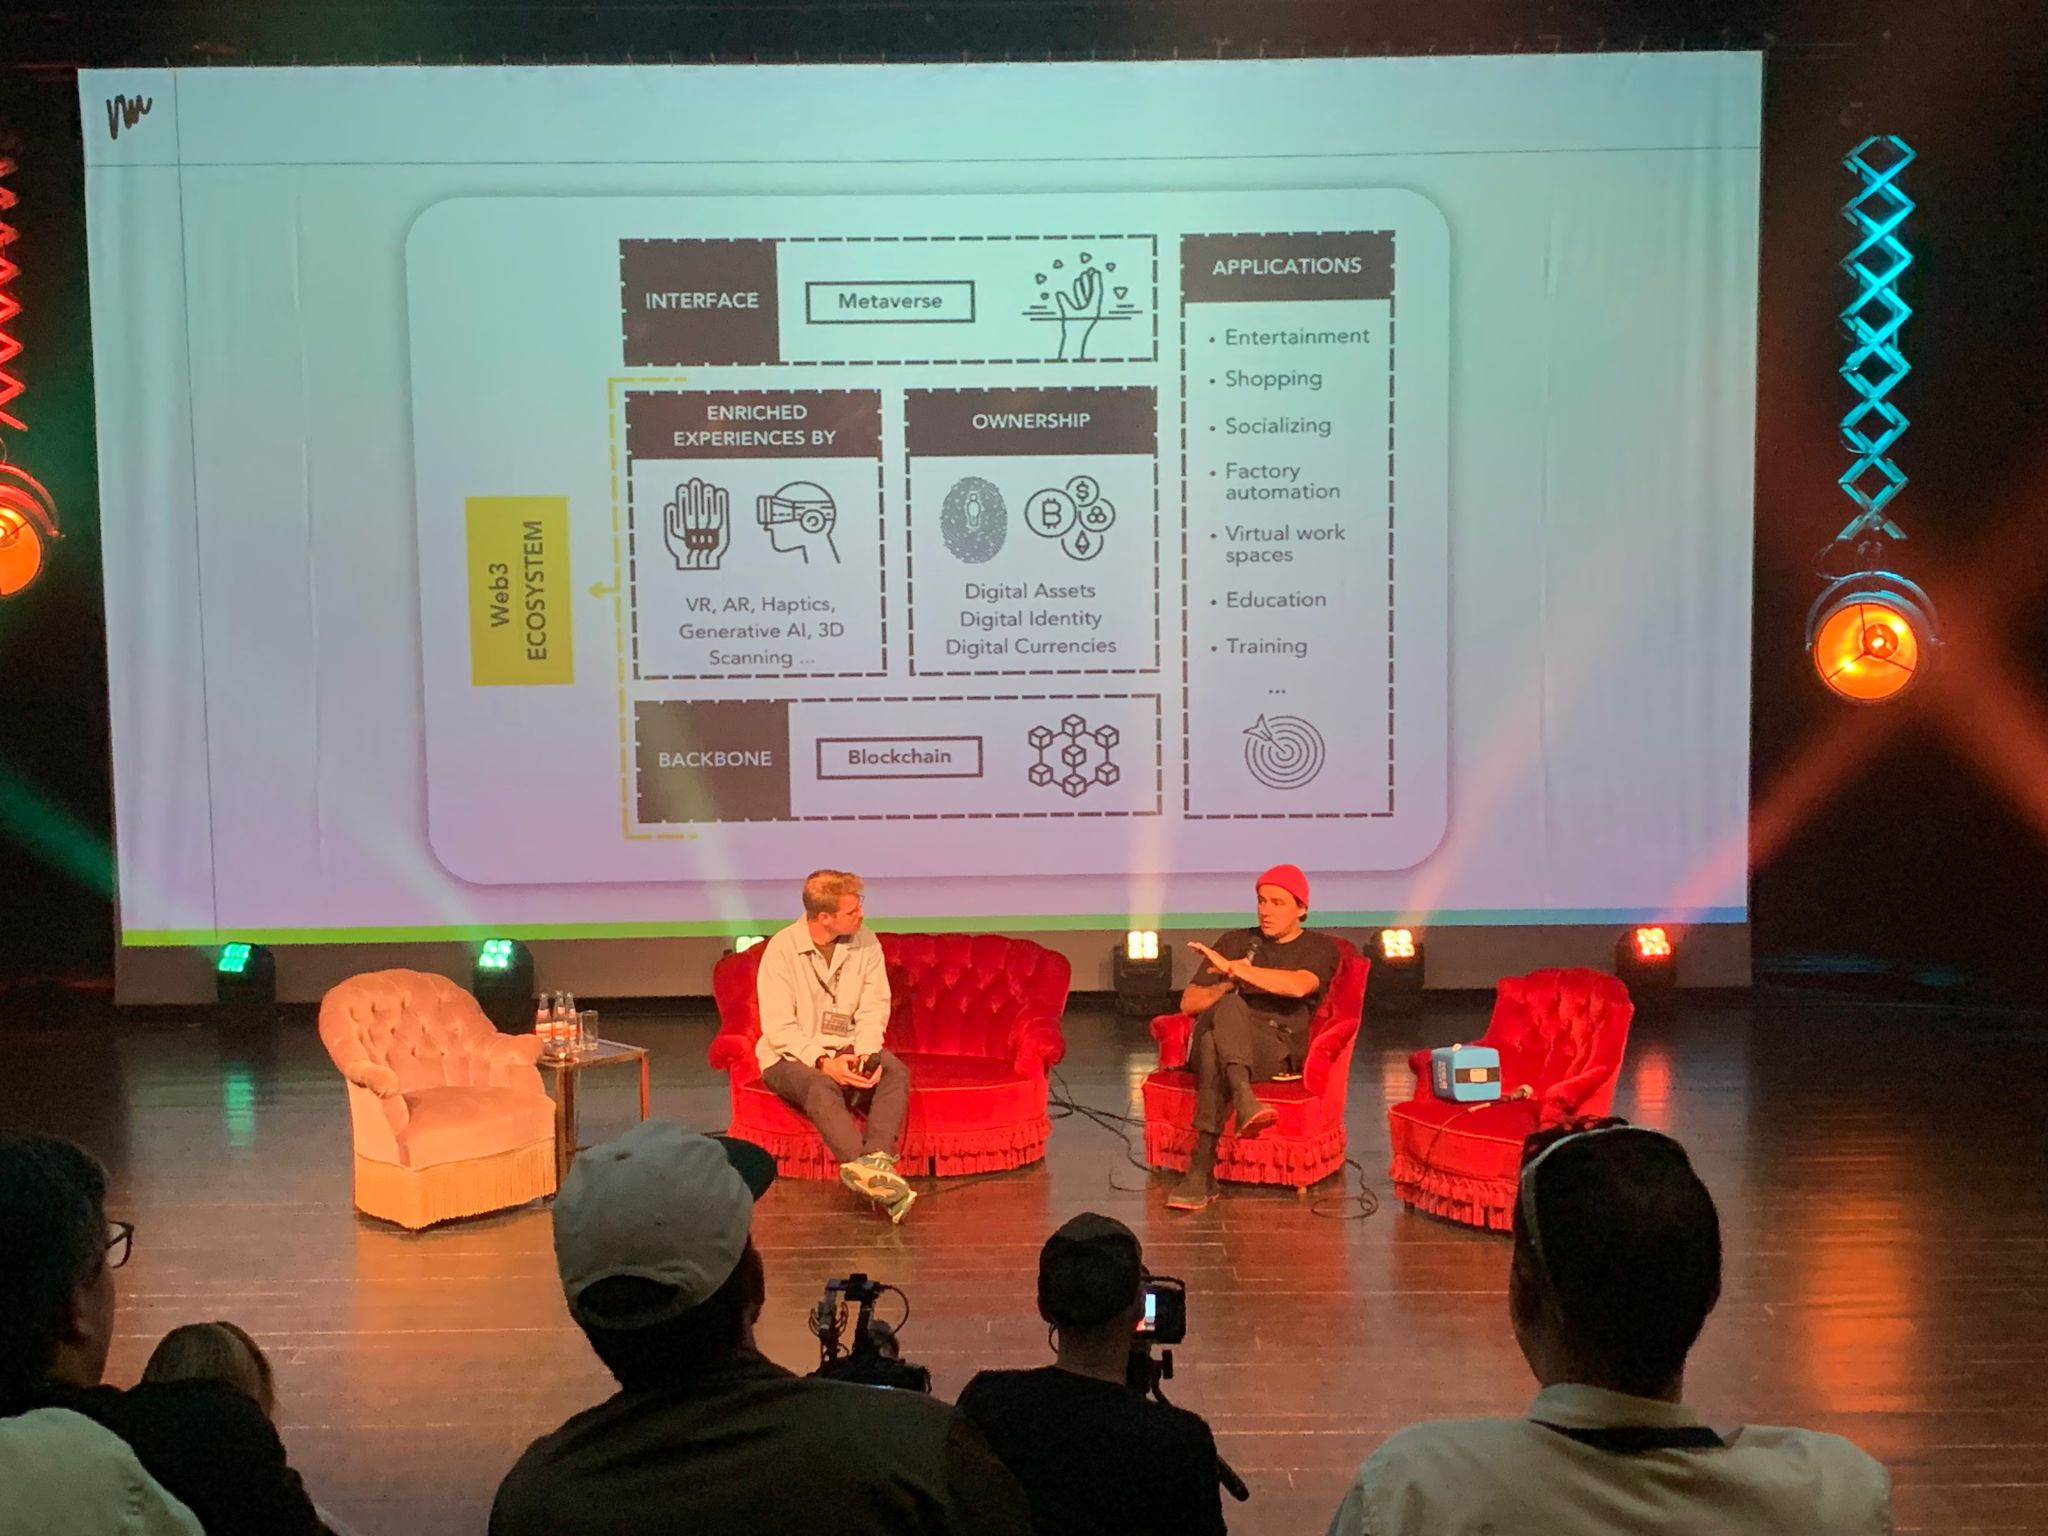 INTERFACE
Metaverse
ENRICHED
EXPERIENCES BY
VR, AR, Haptics,
Generative AI, 3D
Scanning ...
OWNERSHIP
Digital Assets
Digital Identity
Digital Currencies
BACKBONE
Blockchain
Web3
ECOSYSTEM
APPLICATIONS
• Entertainment
• Shopping
• Socializing
• Factory
automation
• Virtual work
spaces
• Education
• Training
...